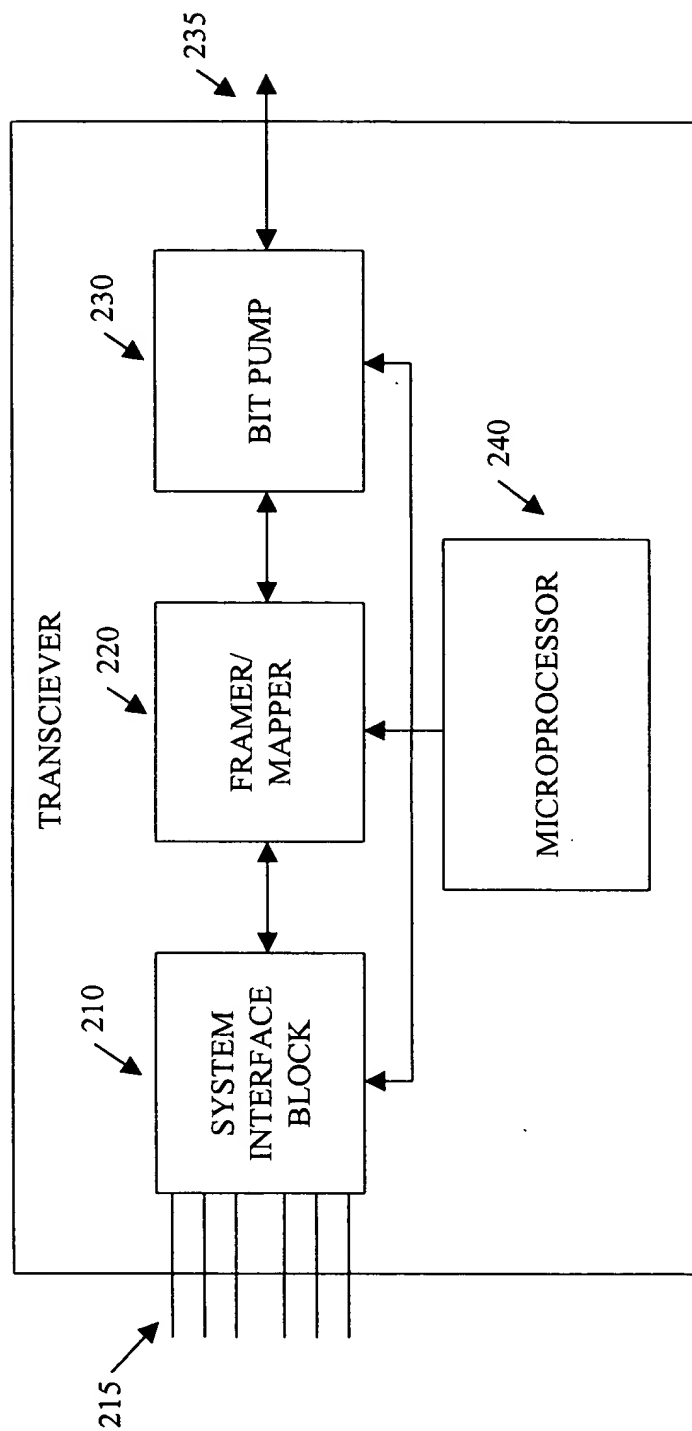 TRANSCIEVER
210
220
230
235
215
SYSTEM
INTERFACE
BLOCK
FRAMER/
MAPPER
BIT PUMP
240
MICROPROCESSOR